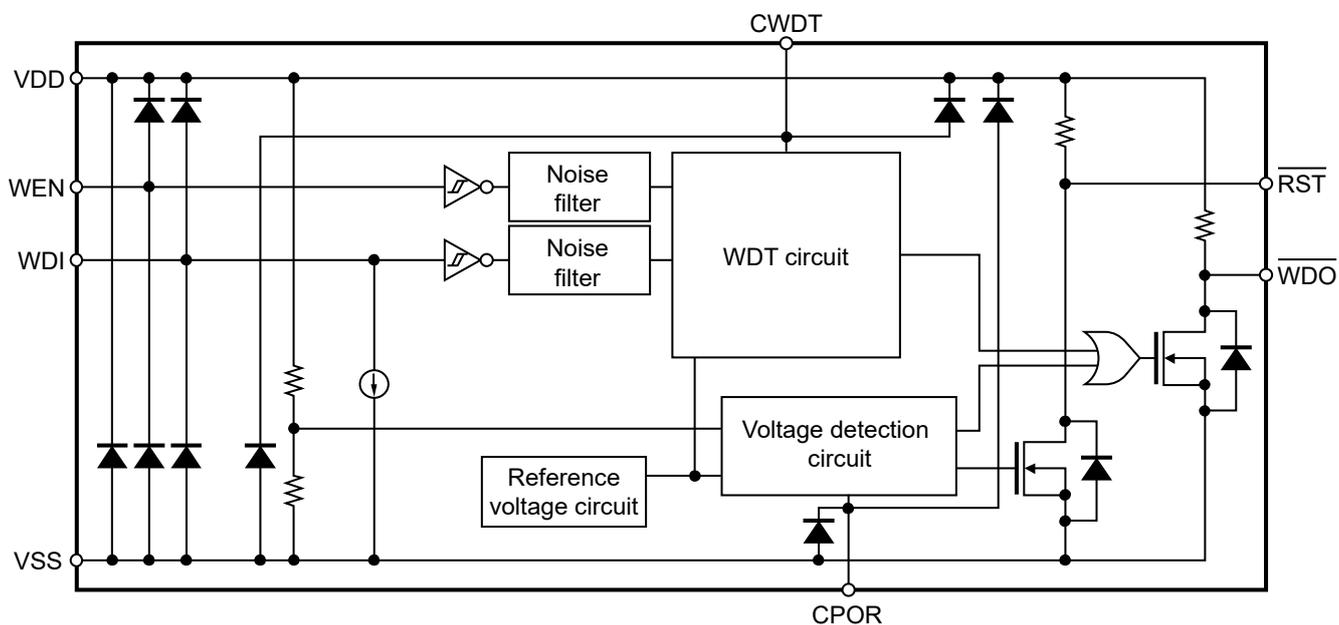 CWDT
VDD
WEN
Noise
filter
RST
WDI
Noise
filter
WDT circuit
WDO
Voltage detection
circuit
Reference
voltage circuit
VSS
CPOR